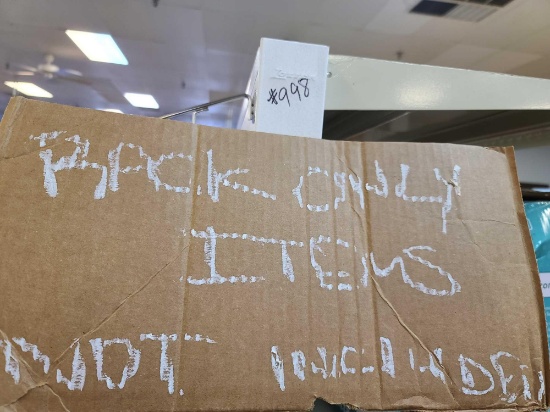 #998
RACK ONLY
ITEMS
NOT INCLUDED